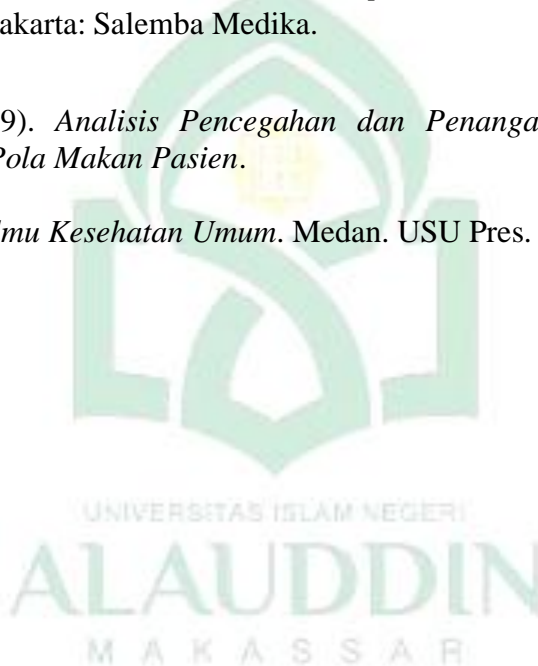 akarta: Salemba Medika.
9). Analisis Pencegahan dan Penanga
Pola Makan Pasien.
lmu Kesehatan Umum. Medan. USU Pres.
UNIVERSITAS ISLAM NEGERI
ALAUDDIN
MAKASSAR